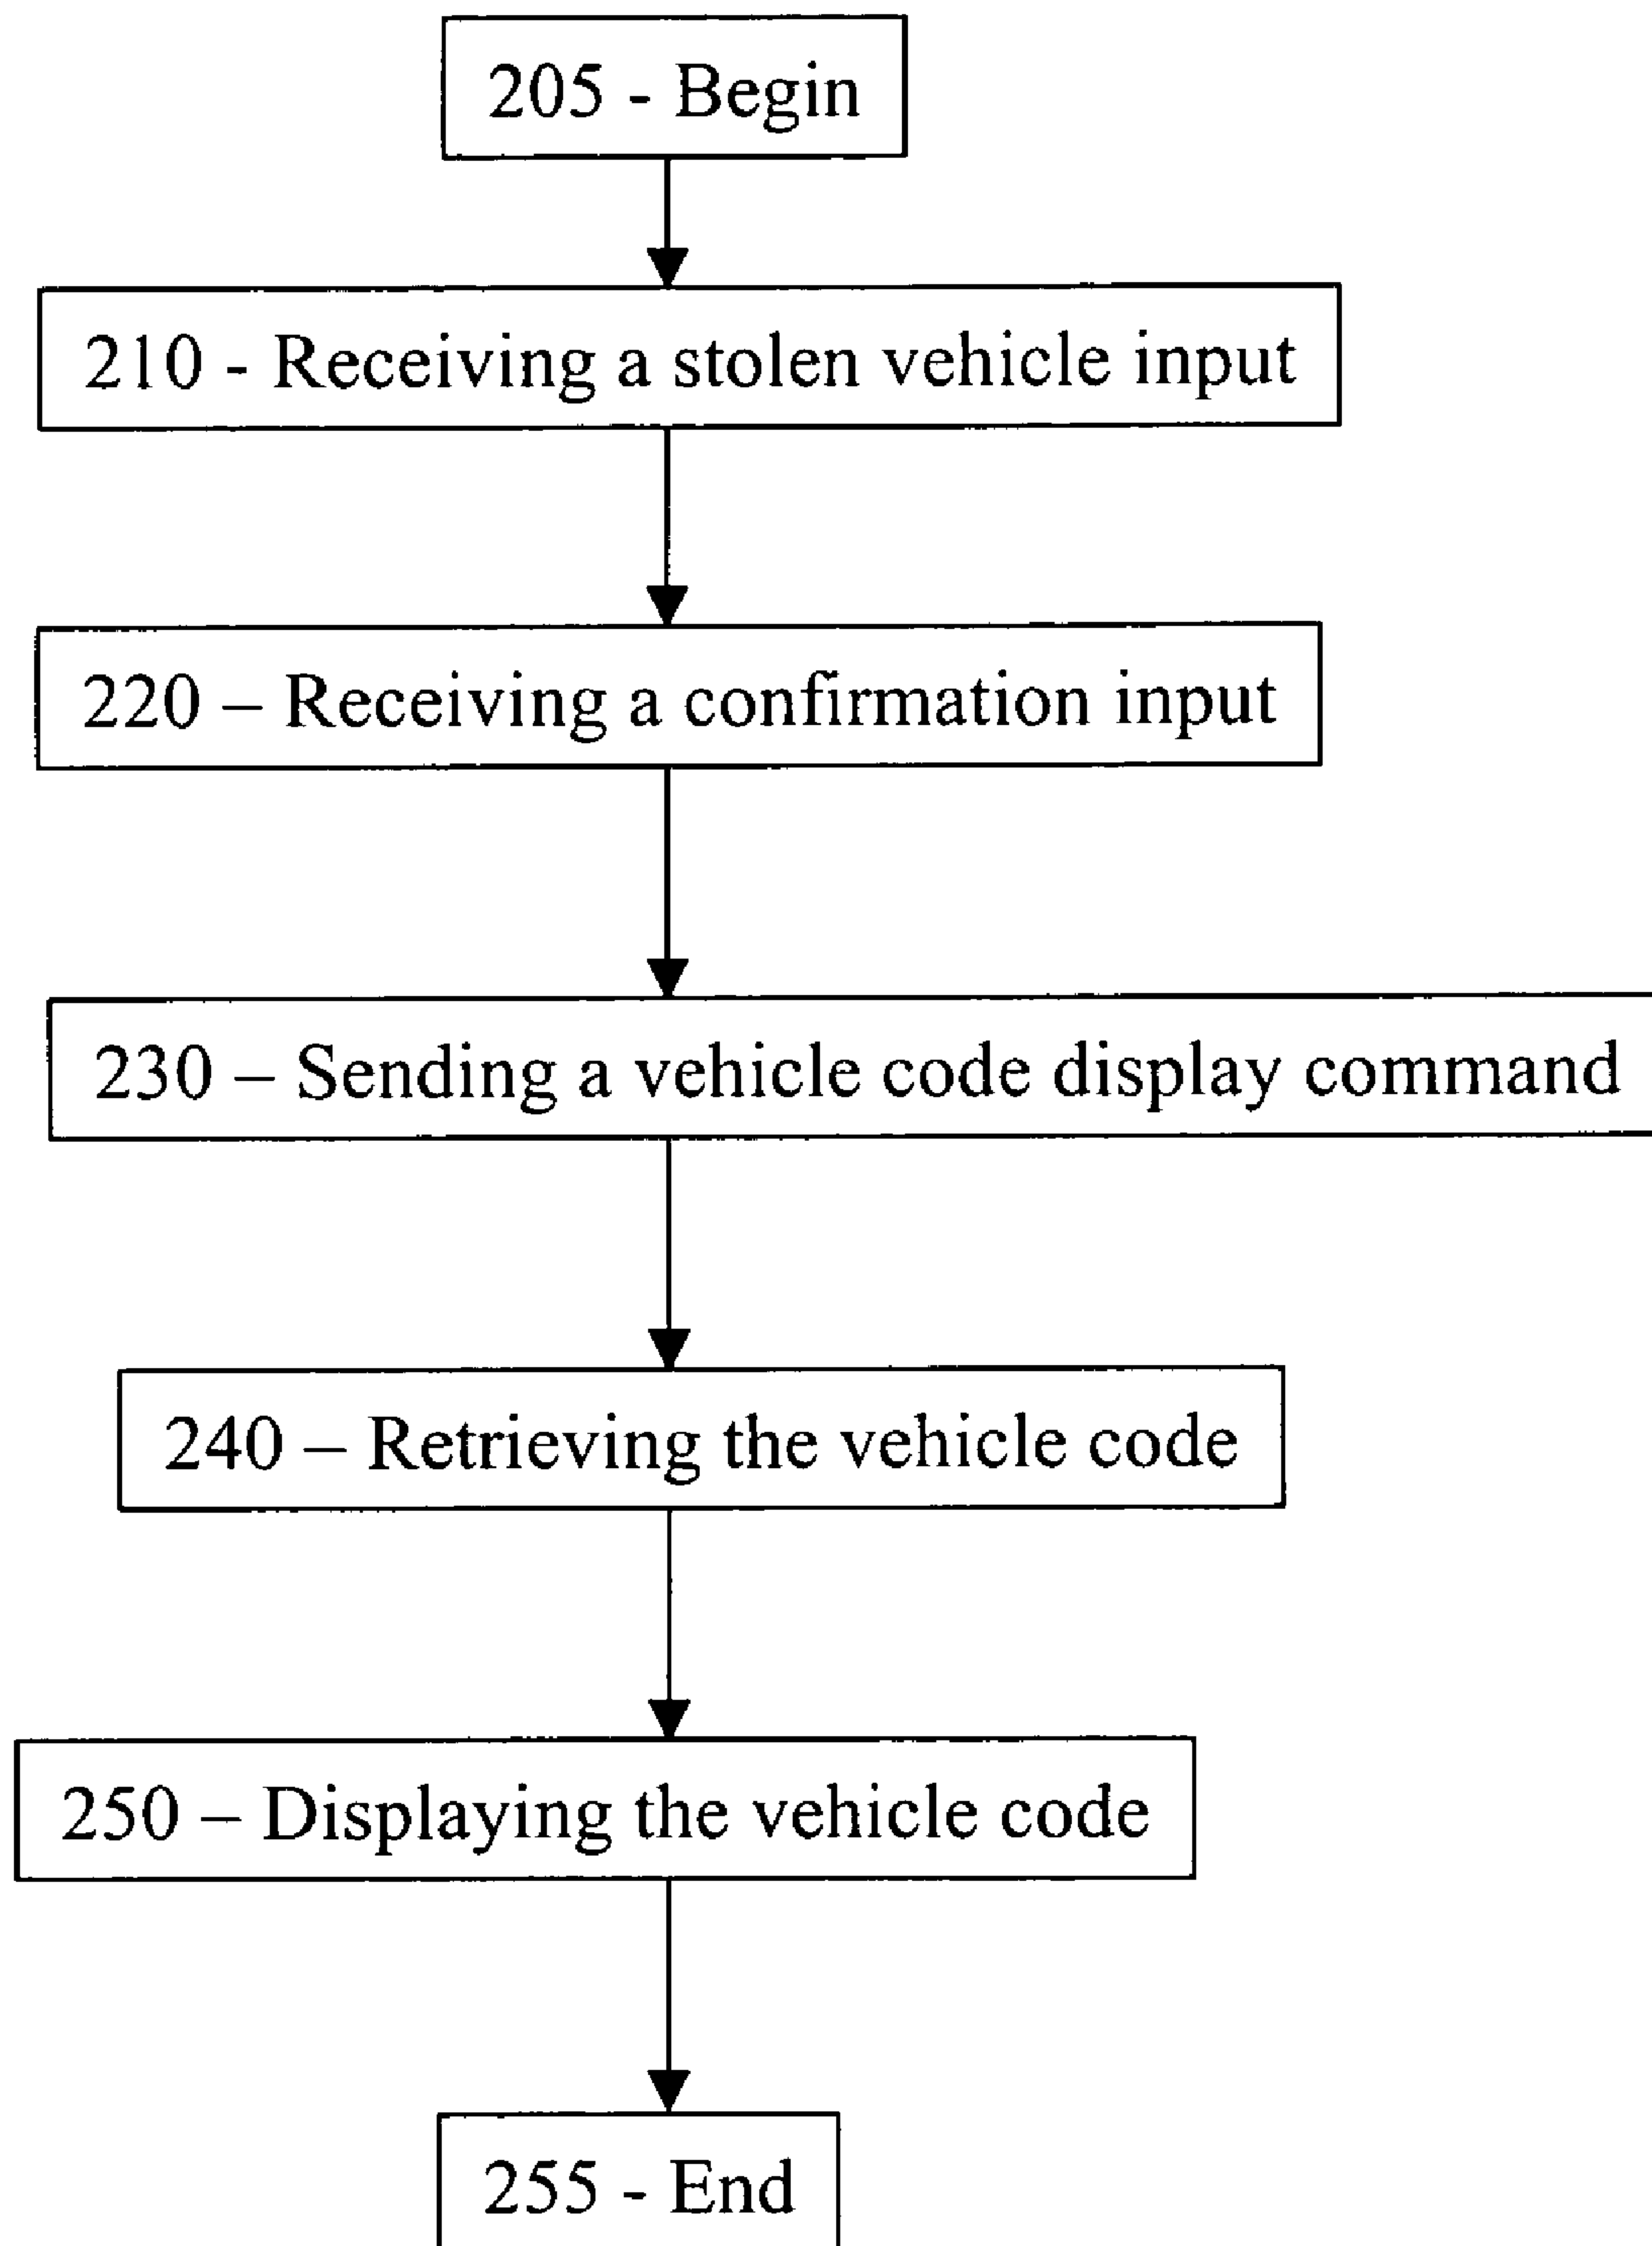 205 - Begin
210 - Receiving a stolen vehicle input
220 – Receiving a confirmation input
230 – Sending a vehicle code display command
240 – Retrieving the vehicle code
250 – Displaying the vehicle code
255 - End